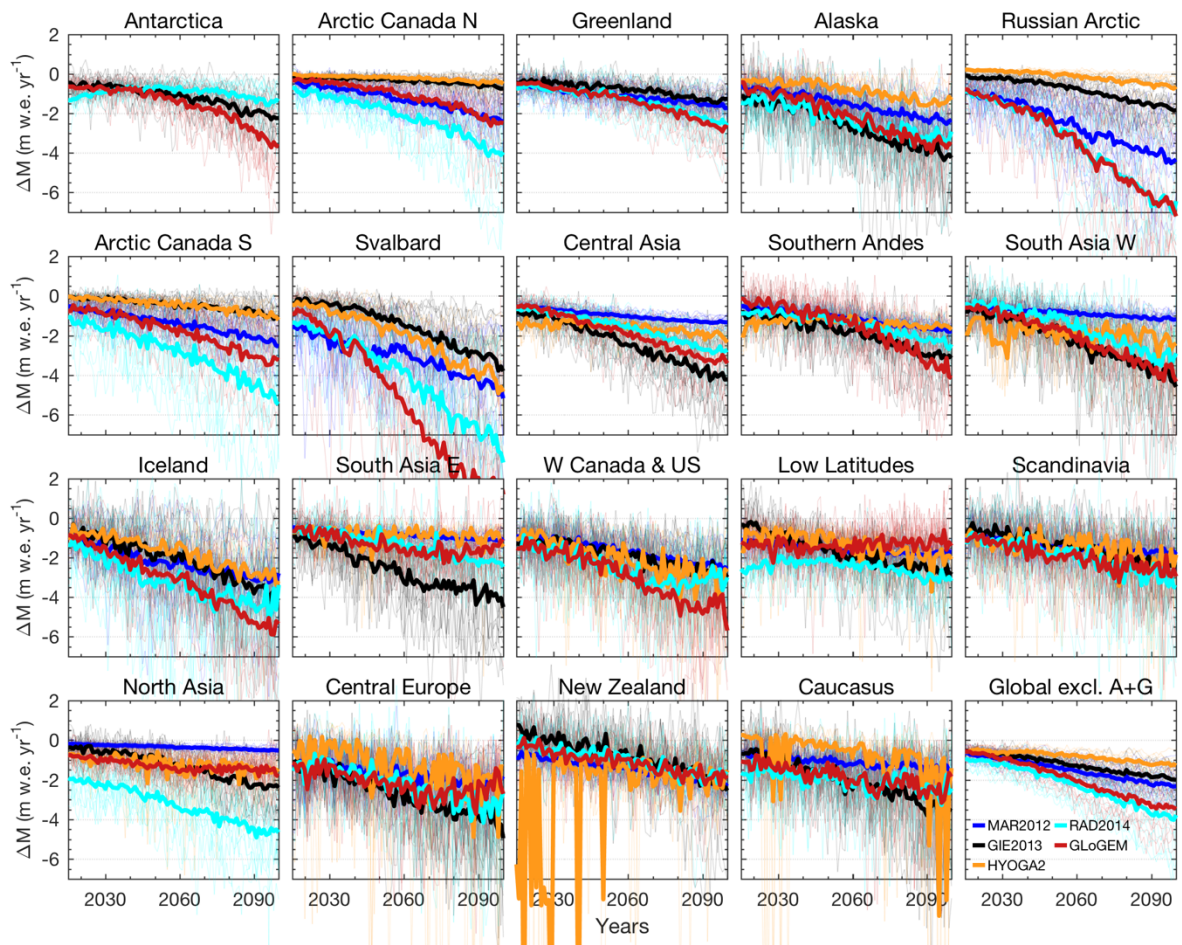 Antarctica Arctic Canada N Greenland Alaska Russian Arctic
2
0
-2
-4
-6
ΔM (m w.e. yr⁻¹)
Arctic Canada S Svalbard Central Asia Southern Andes South Asia W
2
0
-2
-4
-6
ΔM (m w.e. yr⁻¹)
Iceland South Asia E W Canada & US Low Latitudes Scandinavia
2
0
-2
-4
-6
ΔM (m w.e. yr⁻¹)
North Asia Central Europe New Zealand Caucasus Global excl. A+G
2
0
-2
-4
-6
ΔM (m w.e. yr⁻¹)
MAR2012 RAD2014
GIE2013 GLoGEM
HYOGA2
2030 2060 2090 2030 2060 2090 2030 2060 2090 2030 2060 2090 2030 2060 2090
Years